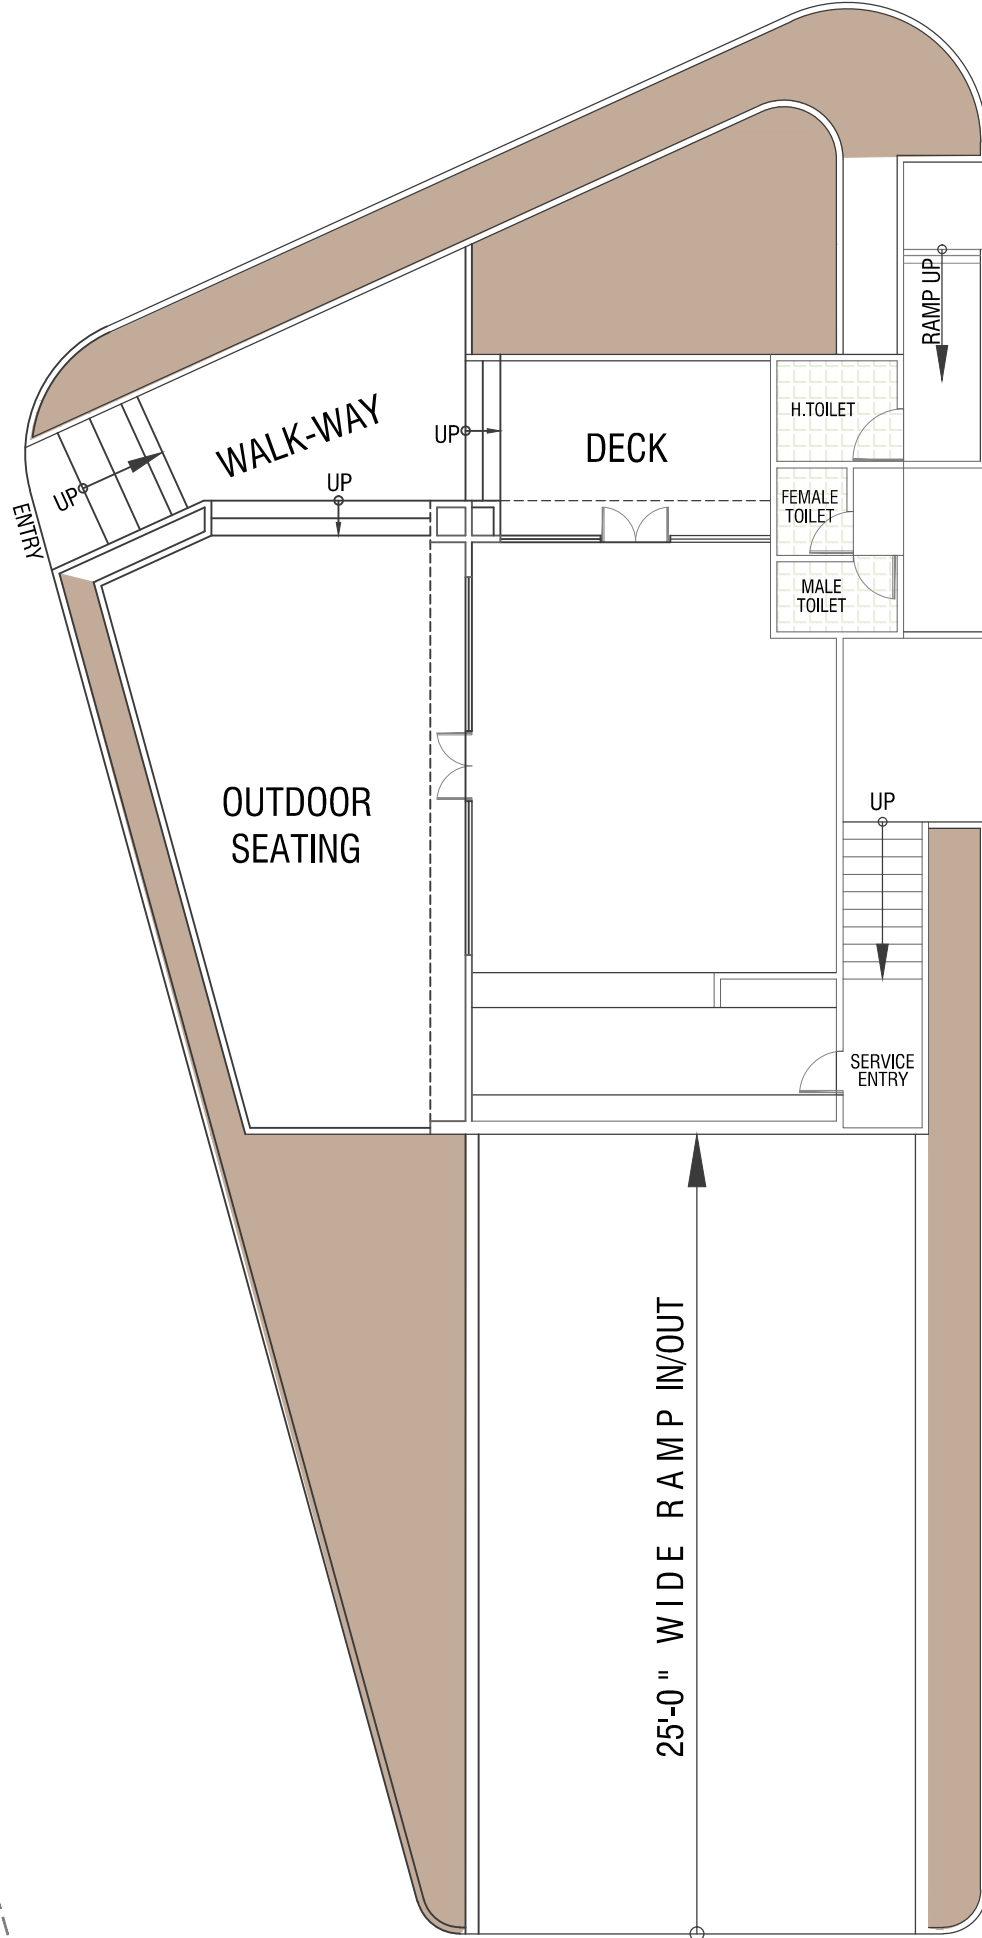 RAMP UP
H.TOILET
WALK-WAY
UP
DECK
UP
UP
FEMALE
TOILET
ENTRY
MALE
TOILET
OUTDOOR
SEATING
UP
SERVICE
ENTRY
25'-0" WIDE RAMP IN/OUT